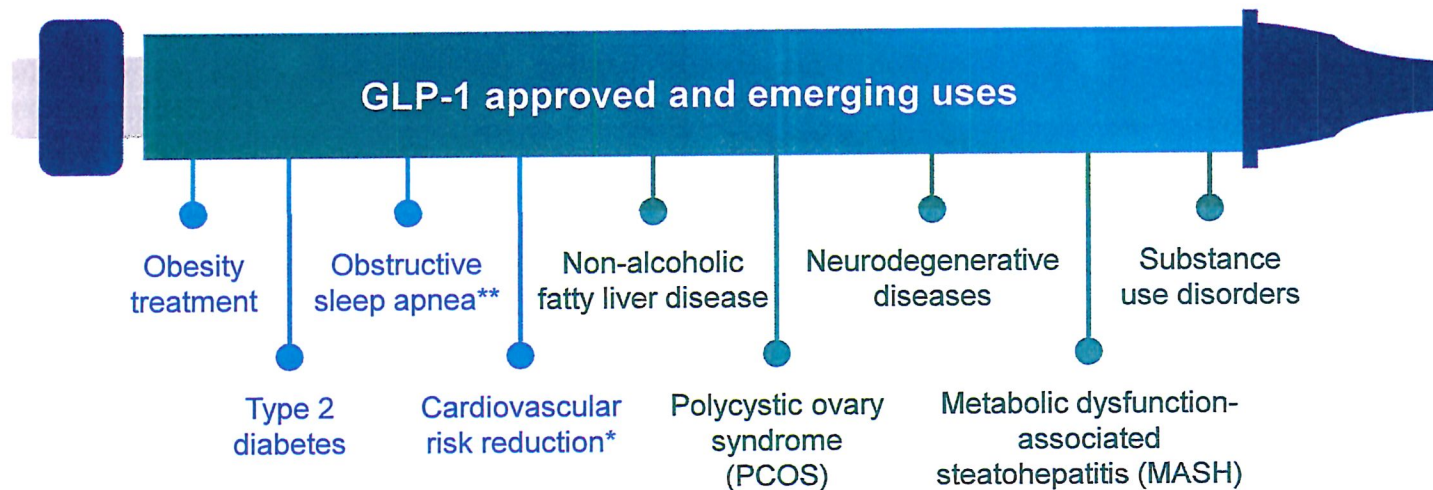 GLP-1 approved and emerging uses
Obesity
treatment
Type 2
diabetes
Obstructive
sleep apnea**
Cardiovascular
risk reduction*
Non-alcoholic
fatty liver disease
Polycystic ovary
syndrome
(PCOS)
Neurodegenerative
diseases
Metabolic dysfunction-
associated
steatohepatitis (MASH)
Substance
use disorders